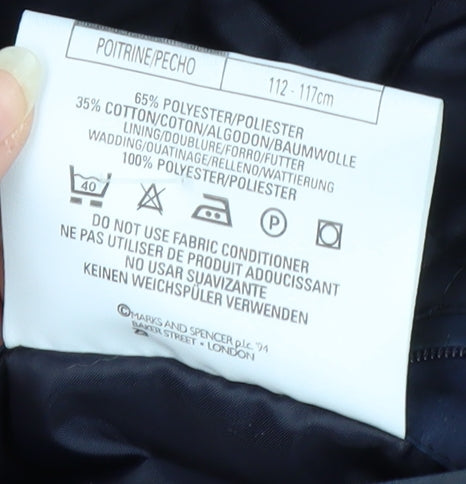 POITRINE/PECHO 112 - 117cm
65% POLYESTER/POLIESTER
35% COTTON/COTON/ALGODON/BAUMWOLLE
LINING/DOUBLURE/FORRO/FUTTER
WADDING/OUATINAGE/RELLENO/WATTIERUNG
100% POLYESTER/POLIESTER
40 P
DO NOT USE FABRIC CONDITIONER
NE PAS UTILISER DE PRODUIT ADOUCISSANT
NO USAR SUAVIZANTE
KEINEN WEICHSPÜLER VERWENDEN
©MARKS AND SPENCER p.l.c. '94
BAKER STREET • LONDON